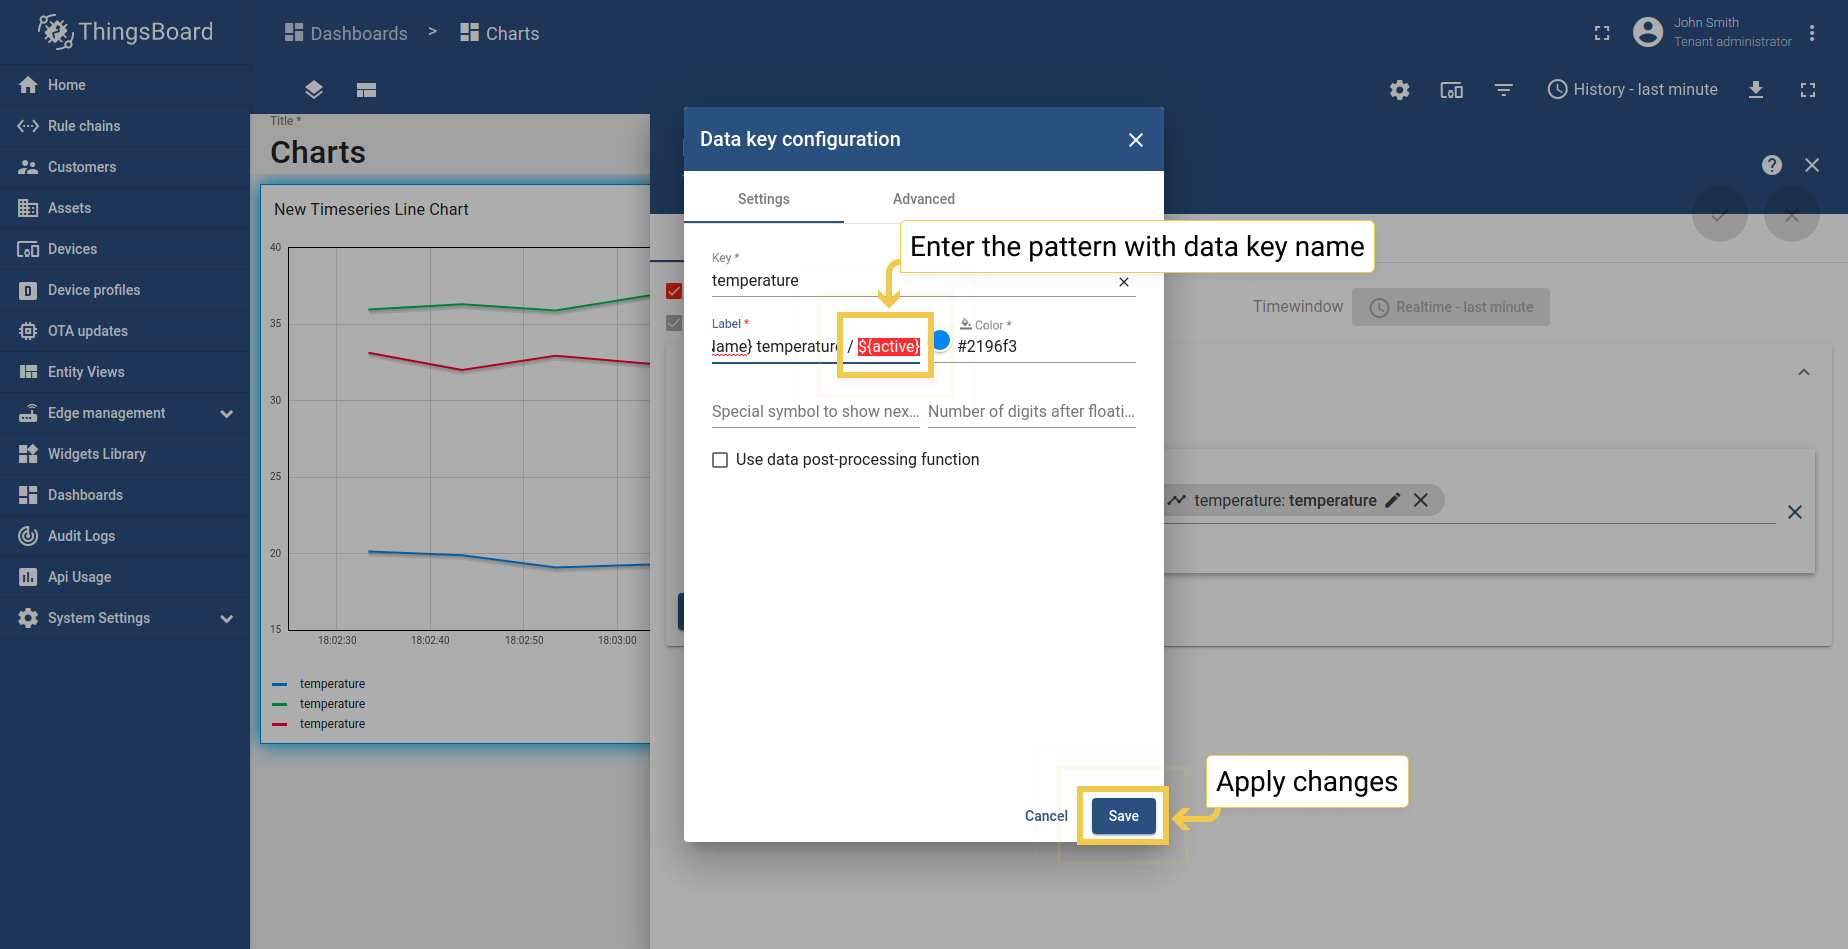 ThingsBoard
Dashboards > Charts
John Smith
Tenant administrator
Home
Rule chains
Customers
Assets
Devices
Device profiles
OTA updates
Entity Views
Edge management
Widgets Library
Dashboards
Audit Logs
Api Usage
System Settings
History - last minute
Title *
Charts
New Timeseries Line Chart
40
35
30
25
20
15
18:02:30 18:02:40 18:02:50 18:03:00
temperature
temperature
temperature
Data key configuration
Settings Advanced
Enter the pattern with data key name
Key *
temperature
Label * Color *
Name} temperature / ${active} #2196f3
Special symbol to show nex... Number of digits after floati...
Use data post-processing function
Timewindow Realtime - last minute
temperature: temperature
Apply changes
Cancel Save